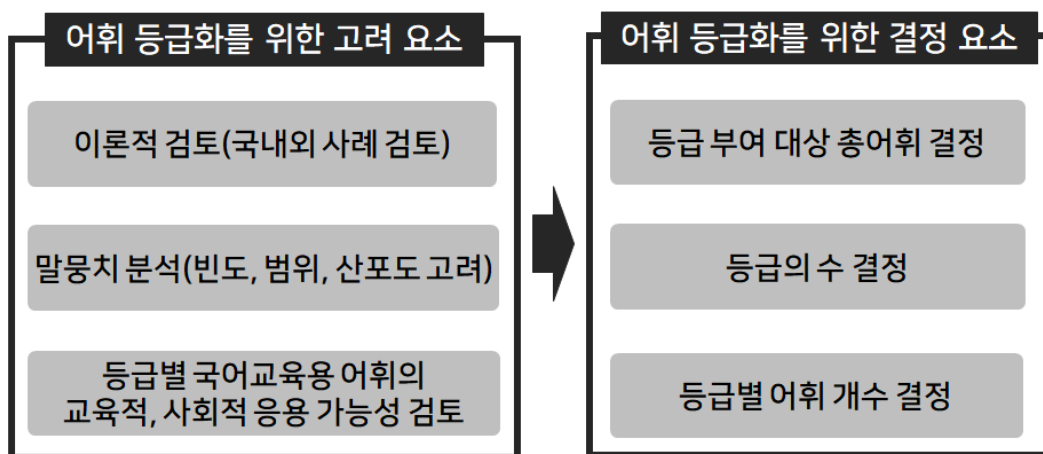 어휘 등급화를 위한 고려 요소
이론적 검토(국내외 사례 검토)
말뭉치 분석(빈도, 범위, 산포도 고려)
등급별 국어교육용 어휘의
교육적, 사회적 응용 가능성 검토
어휘 등급화를 위한 결정 요소
등급 부여 대상 총어휘 결정
등급의 수 결정
등급별 어휘 개수 결정